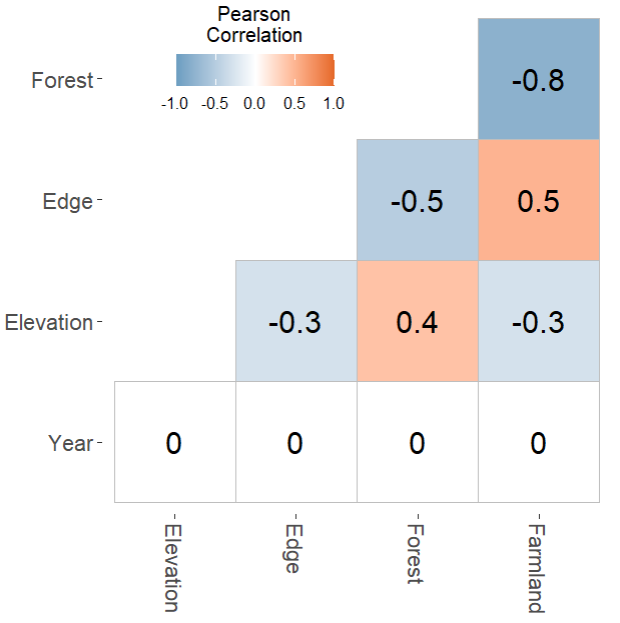 Pearson
Correlation
-1.0 -0.5 0.0 0.5 1.0
Forest -0.8
Edge -0.5 0.5
Elevation -0.3 0.4 -0.3
Year 0 0 0 0
Elevation Edge Forest Farmland